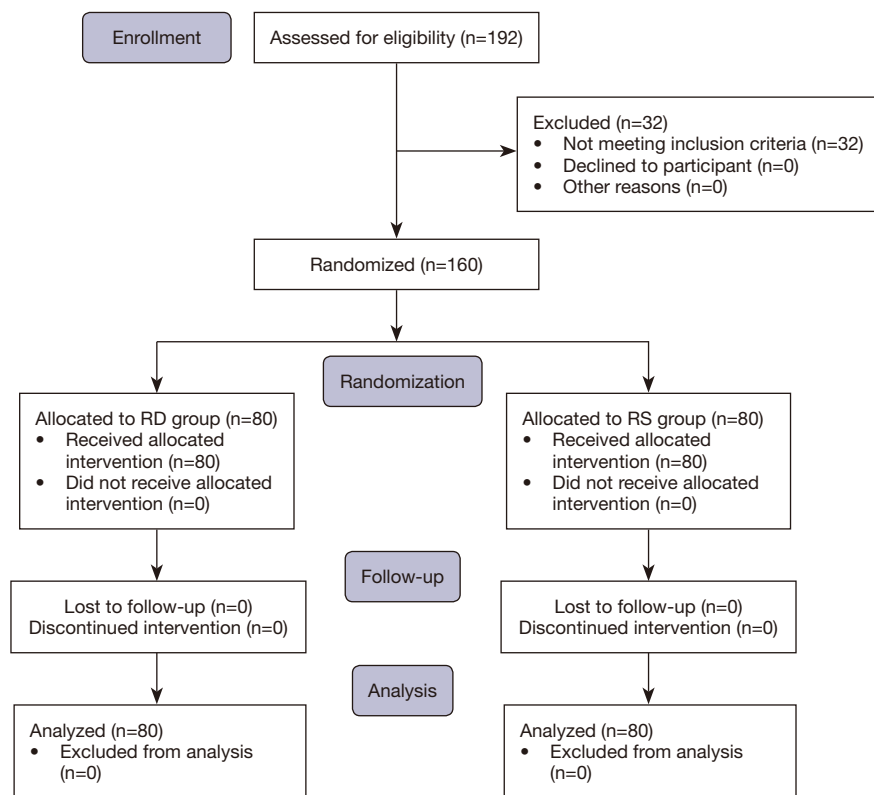 Enrollment
Assessed for eligibility (n=192)
Excluded (n=32)
• Not meeting inclusion criteria (n=32)
• Declined to participant (n=0)
• Other reasons (n=0)
Randomized (n=160)
Randomization
Allocated to RD group (n=80)
• Received allocated
intervention (n=80)
• Did not receive allocated
intervention (n=0)
Allocated to RS group (n=80)
• Received allocated
intervention (n=80)
• Did not receive allocated
intervention (n=0)
Follow-up
Lost to follow-up (n=0)
Discontinued intervention (n=0)
Lost to follow-up (n=0)
Discontinued intervention (n=0)
Analysis
Analyzed (n=80)
• Excluded from analysis
(n=0)
Analyzed (n=80)
• Excluded from analysis
(n=0)